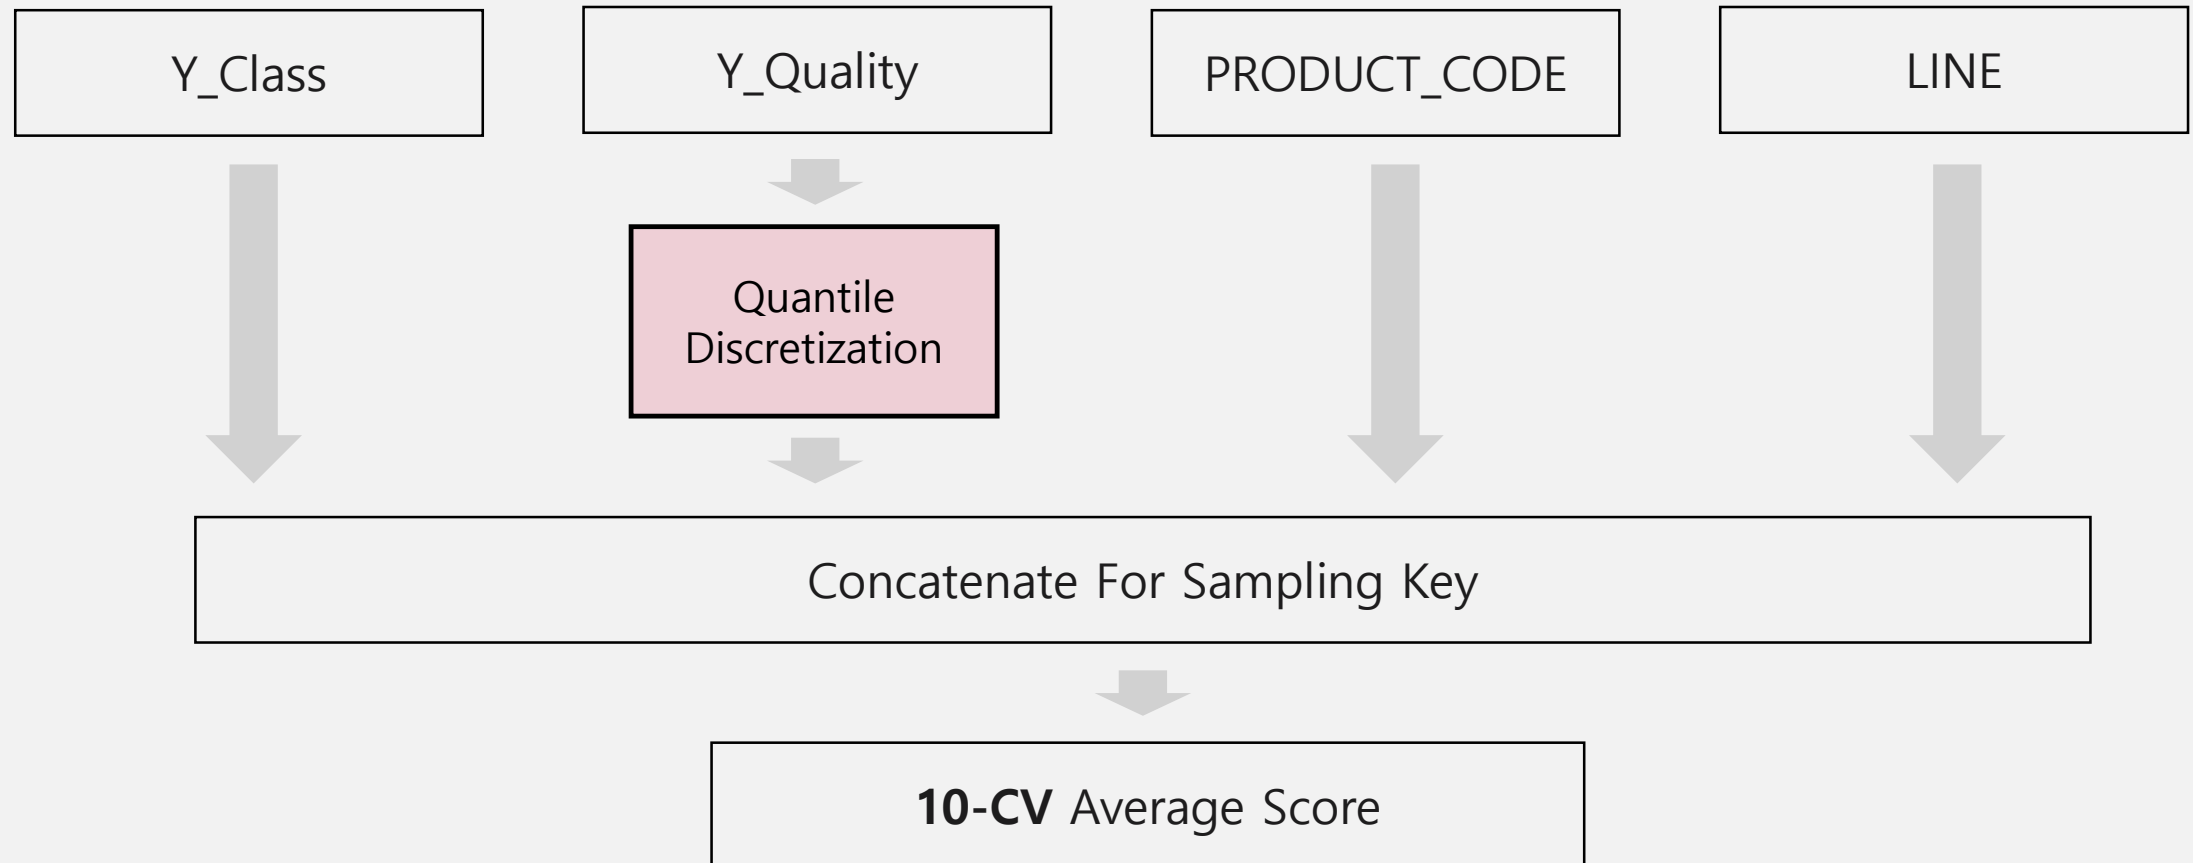 Y_Class
Y_Quality
PRODUCT_CODE
LINE
Quantile
Discretization
Concatenate For Sampling Key
10-CV Average Score